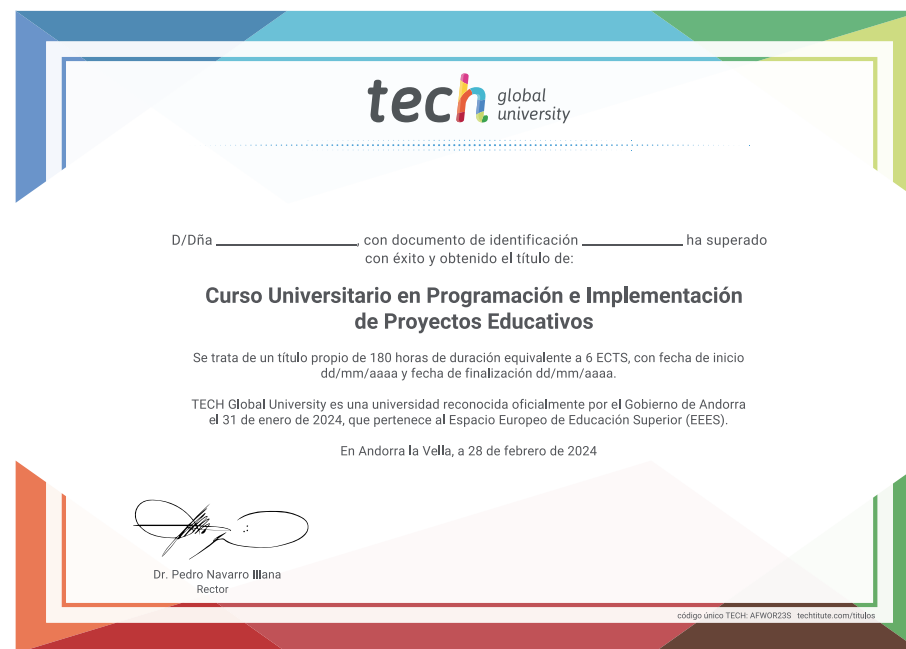 tech global university
D/Dña ____________________, con documento de identificación ______________ ha superado
con éxito y obtenido el título de:
Curso Universitario en Programación e Implementación
de Proyectos Educativos
Se trata de un título propio de 180 horas de duración equivalente a 6 ECTS, con fecha de inicio
dd/mm/aaaa y fecha de finalización dd/mm/aaaa.
TECH Global University es una universidad reconocida oficialmente por el Gobierno de Andorra
el 31 de enero de 2024, que pertenece al Espacio Europeo de Educación Superior (EEES).
En Andorra la Vella, a 28 de febrero de 2024
Dr. Pedro Navarro Illana
Rector
código único TECH: AFWOR23S techtitute.com/titulos